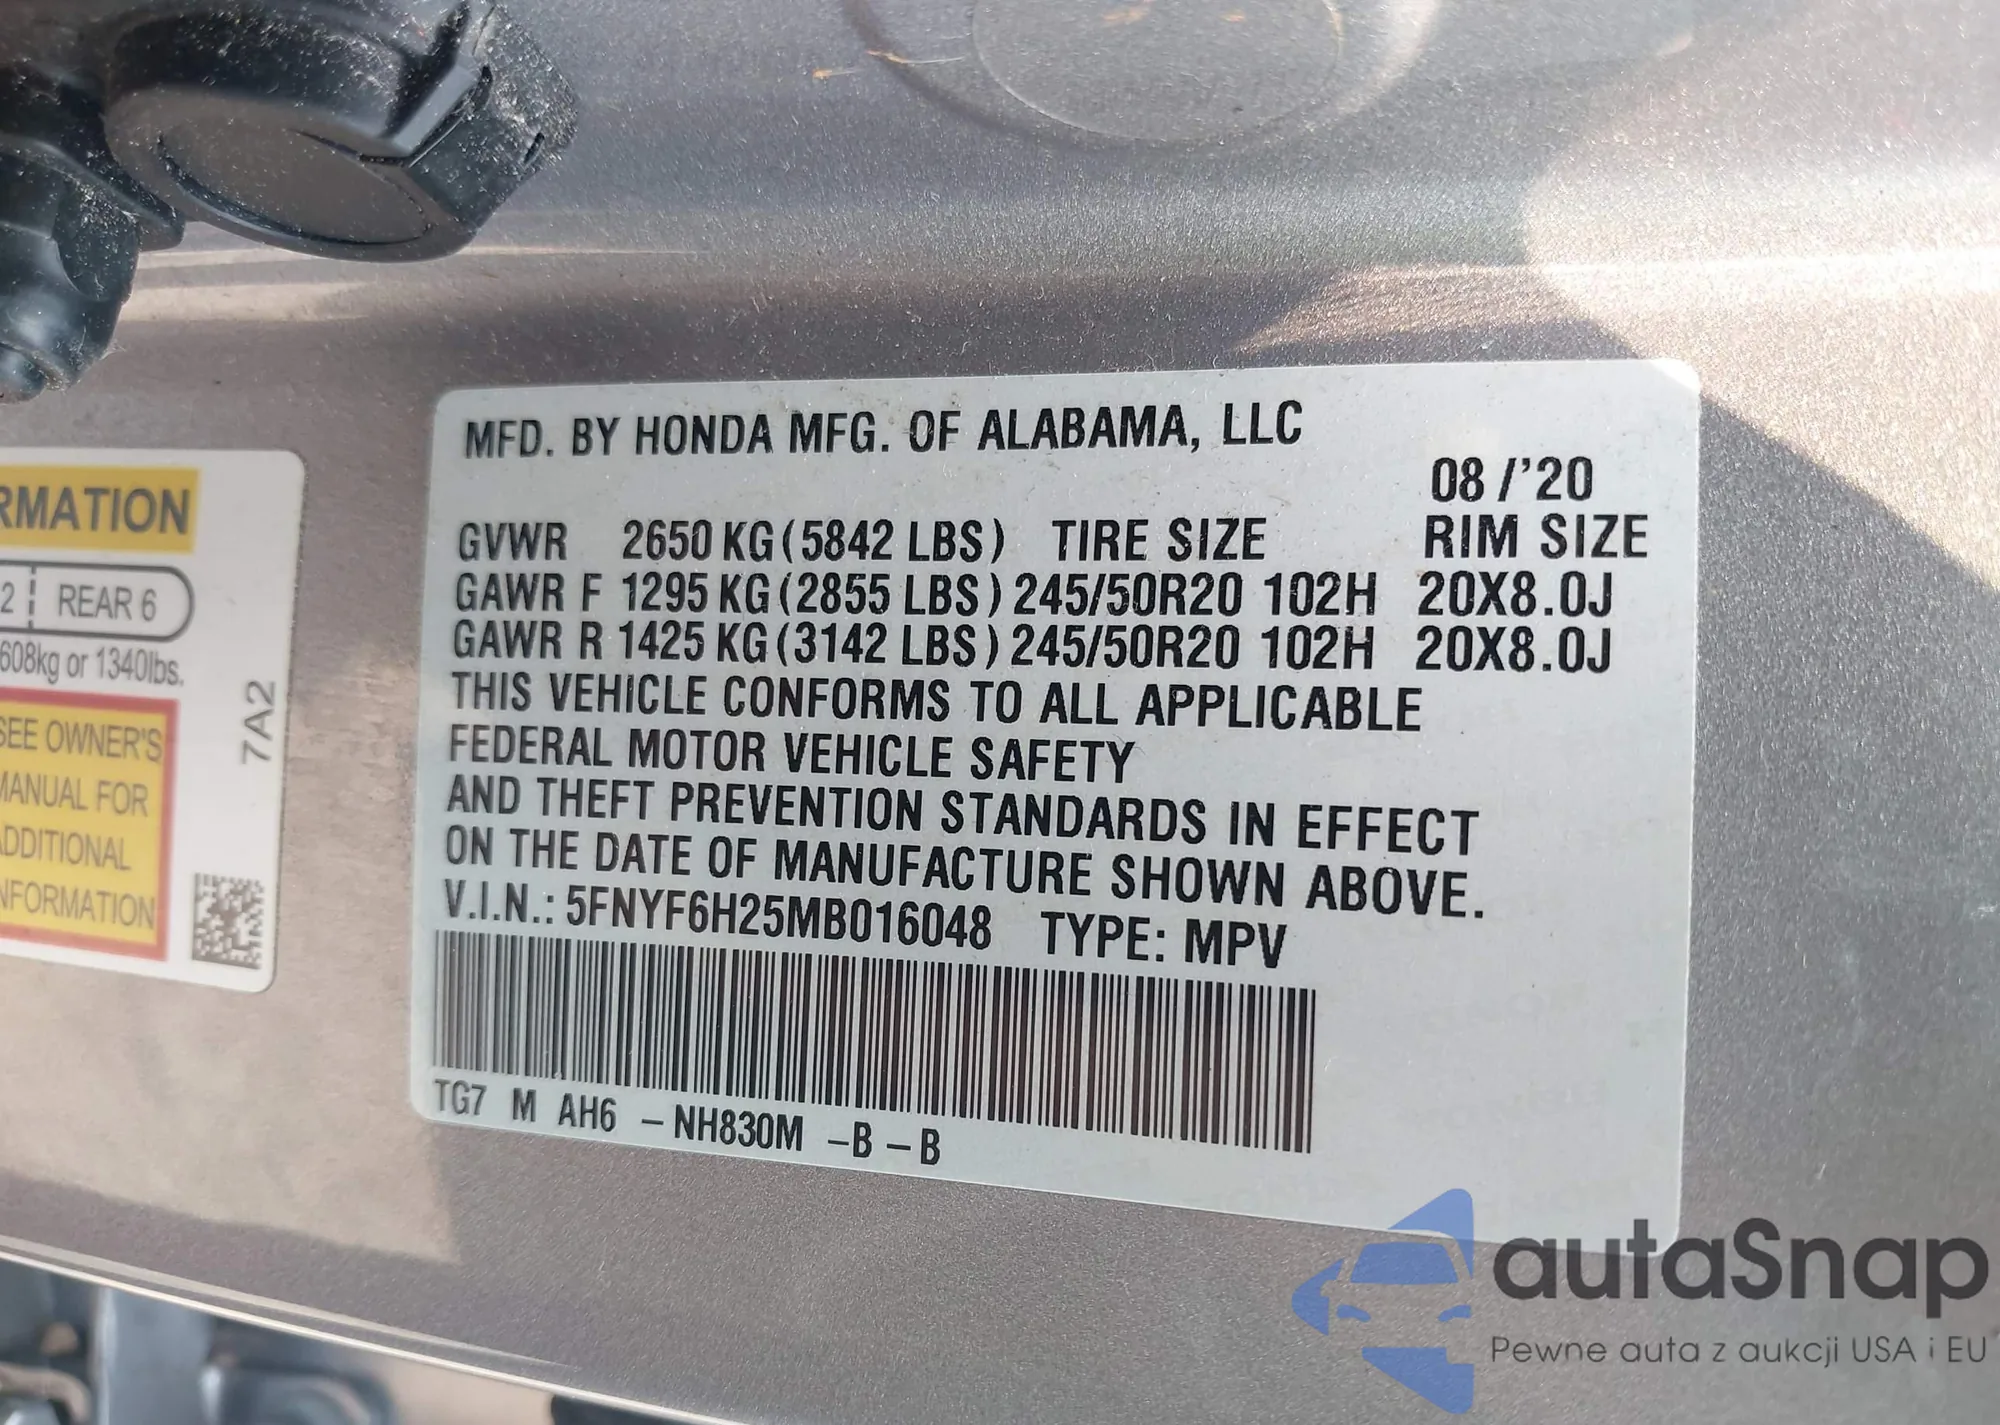 MFD. BY HONDA MFG. OF ALABAMA, LLC
08 /'20
GVWR 2650 KG (5842 LBS) TIRE SIZE RIM SIZE
GAWR F 1295 KG (2855 LBS) 245/50R20 102H 20X8.0J
GAWR R 1425 KG (3142 LBS) 245/50R20 102H 20X8.0J
THIS VEHICLE CONFORMS TO ALL APPLICABLE
FEDERAL MOTOR VEHICLE SAFETY
AND THEFT PREVENTION STANDARDS IN EFFECT
ON THE DATE OF MANUFACTURE SHOWN ABOVE.
V.I.N.: 5FNYF6H25MB016048 TYPE: MPV
TG7 M AH6 -NH830M -B -B
RMATION
2 REAR 6
608kg or 1340lbs.
SEE OWNER'S
MANUAL FOR
ADDITIONAL
INFORMATION
7A2
autaSnap
Pewne auta z aukcji USA i EU